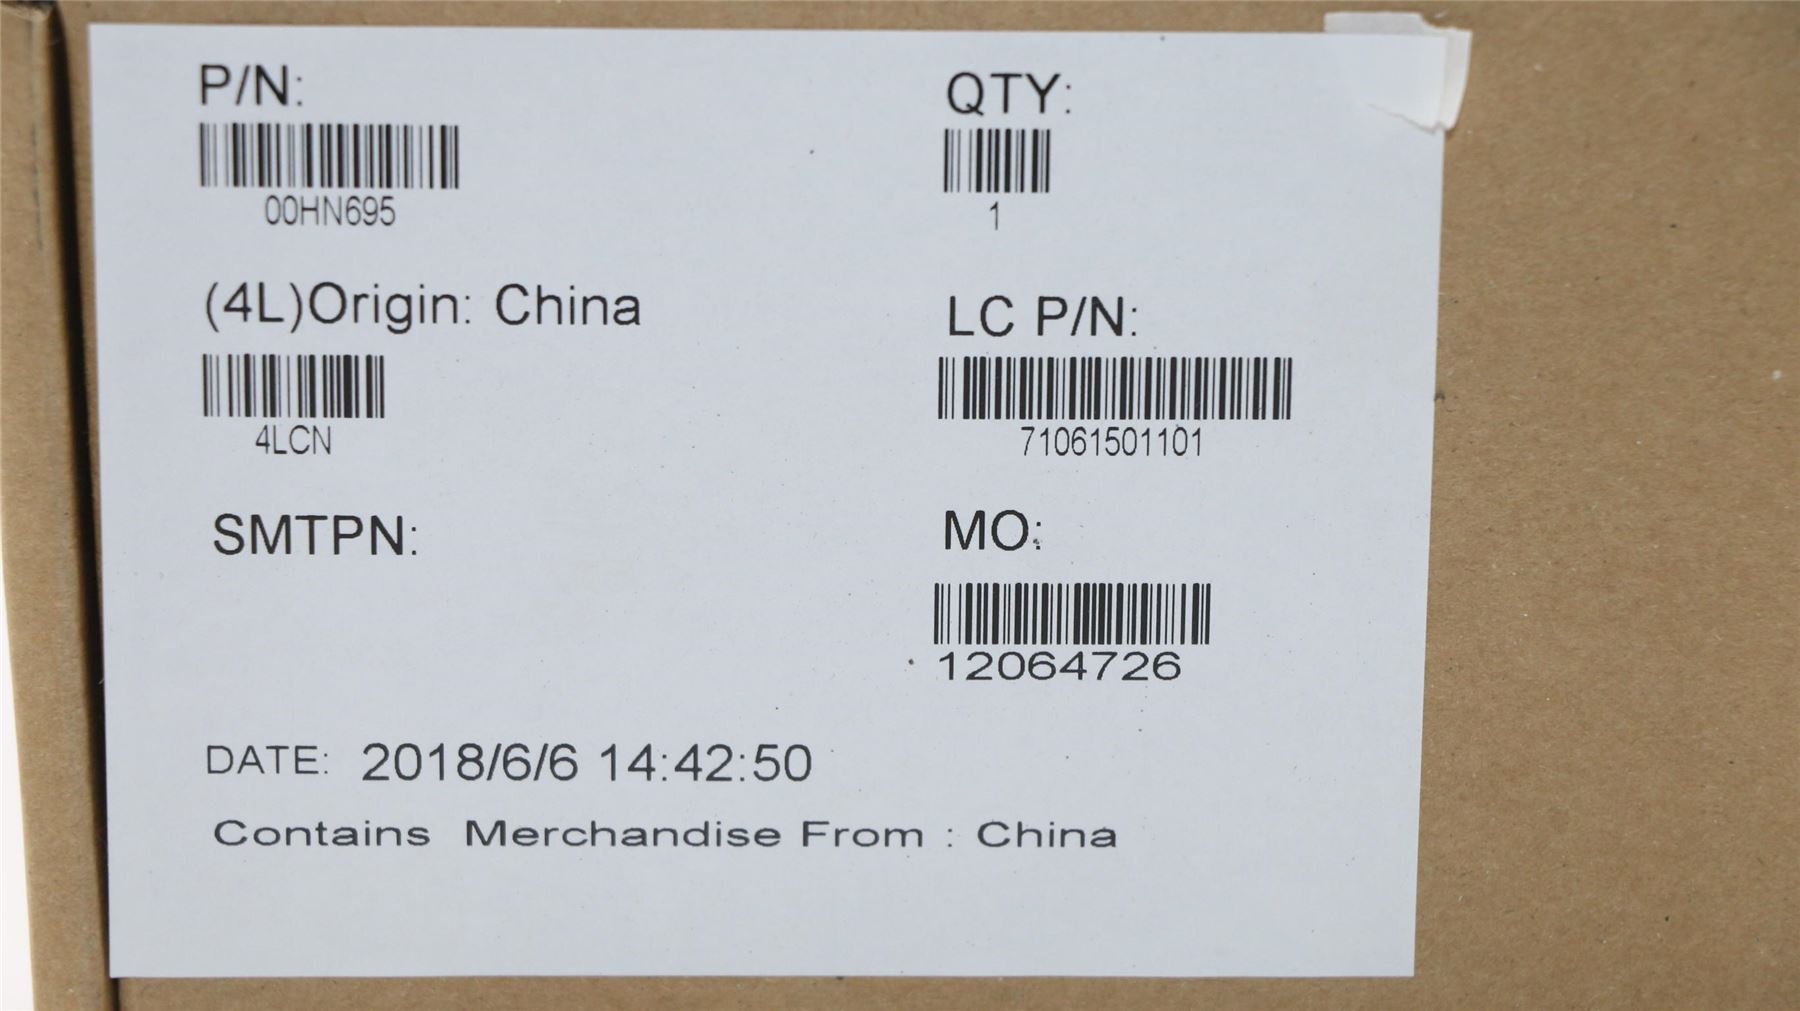 P/N:
00HN695
QTY:
1
(4L)Origin: China
4LCN
LC P/N:
71061501101
SMTPN:
MO:
12064726
DATE: 2018/6/6 14:42:50
Contains Merchandise From : China